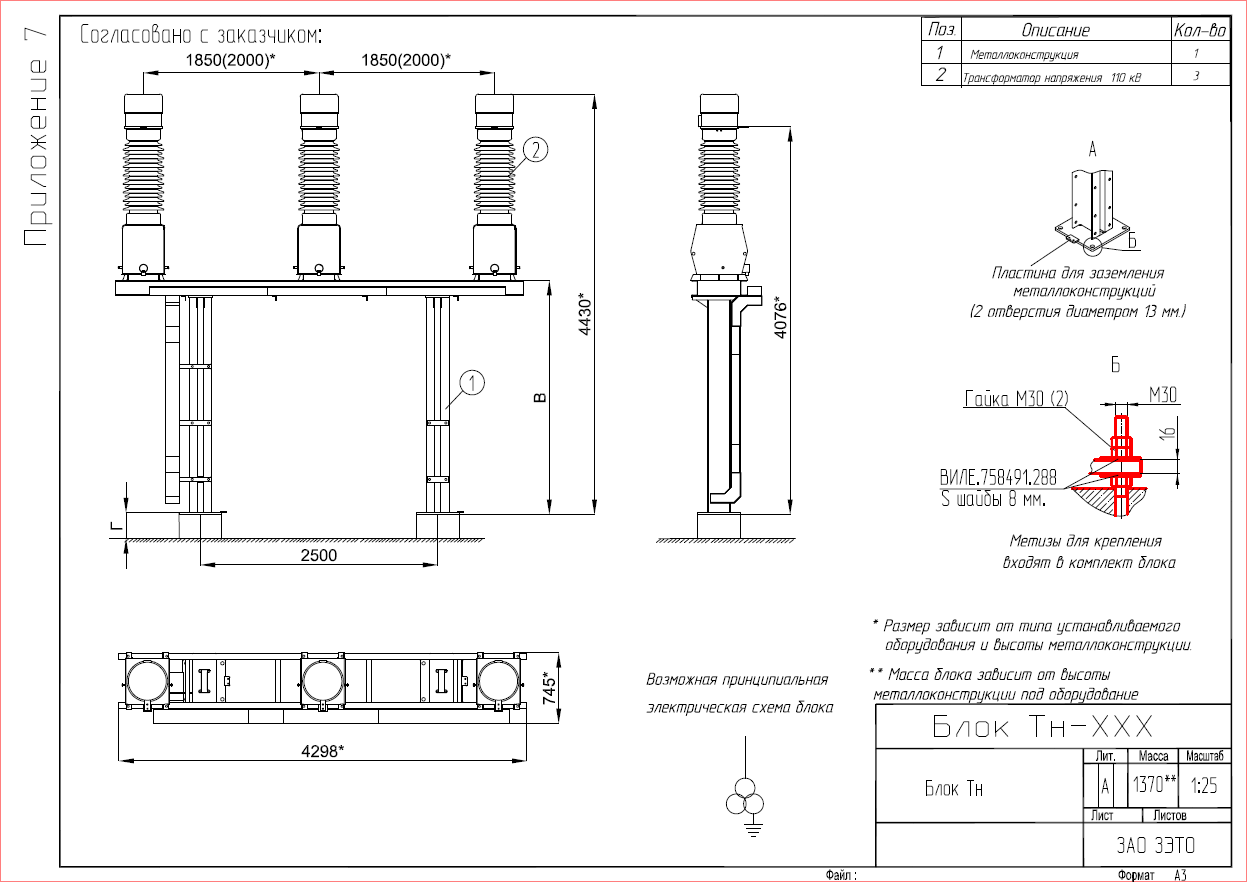 Приложение 7
Согласовано с заказчиком:
1850(2000)*
1850(2000)*
Поз. Описание Кол-во
1 Металлоконструкция 1
2 Трансформатор напряжения 110 кВ 3
2
1
4430*
В
Г
2500
4076*
А
Б
Пластина для заземления
металлоконструкций
(2 отверстия диаметром 13 мм.)
Б
Гайка М30 (2)
М30
16
ВИЛЕ.758491.288
S шайбы 8 мм.
Метизы для крепления
входят в комплект блока
745*
4298*
Возможная принципиальная
электрическая схема блока
* Размер зависит от типа устанавливаемого
оборудования и высоты металлоконструкции.
** Масса блока зависит от высоты
металлоконструкции под оборудование
Блок Тн-XXX
Блок Тн
Лит. Масса Масштаб
А 1370** 1:25
Лист Листов
ЗАО ЗЭТО
Файл :
Формат А3